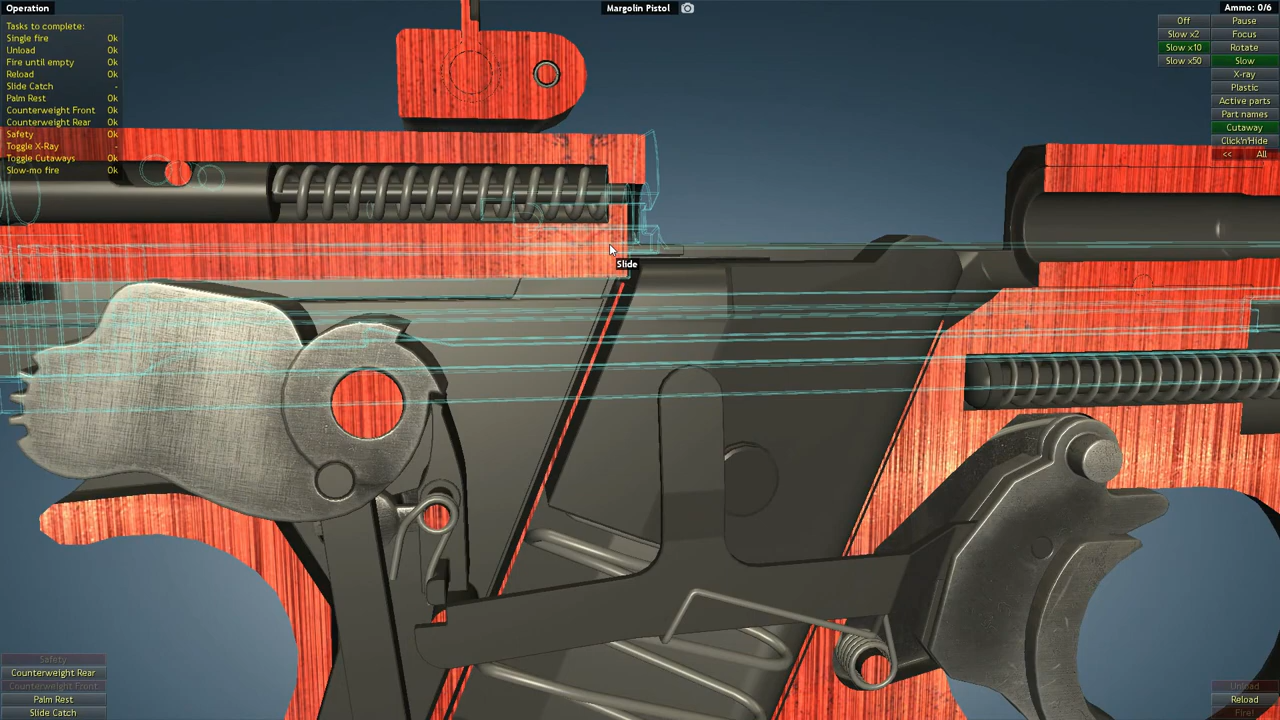 Operation
Margolin Pistol
Ammo: 0/6
Tasks to complete:
Single fire Ok
Unload Ok
Fire until empty Ok
Reload Ok
Slide Catch -
Palm Rest Ok
Counterweight Front Ok
Counterweight Rear Ok
Safety Ok
Toggle X-Ray -
Toggle Cutaways Ok
Slow-mo fire Ok
Off
Slow x2
Slow x10
Slow x50
Pause
Focus
Rotate
Slow
X-ray
Plastic
Active parts
Part names
Cutaway
Click'n'Hide
<< All
Slide
Safety
Counterweight Rear
Counterweight Front
Palm Rest
Slide Catch
Unload
Reload
Fire!